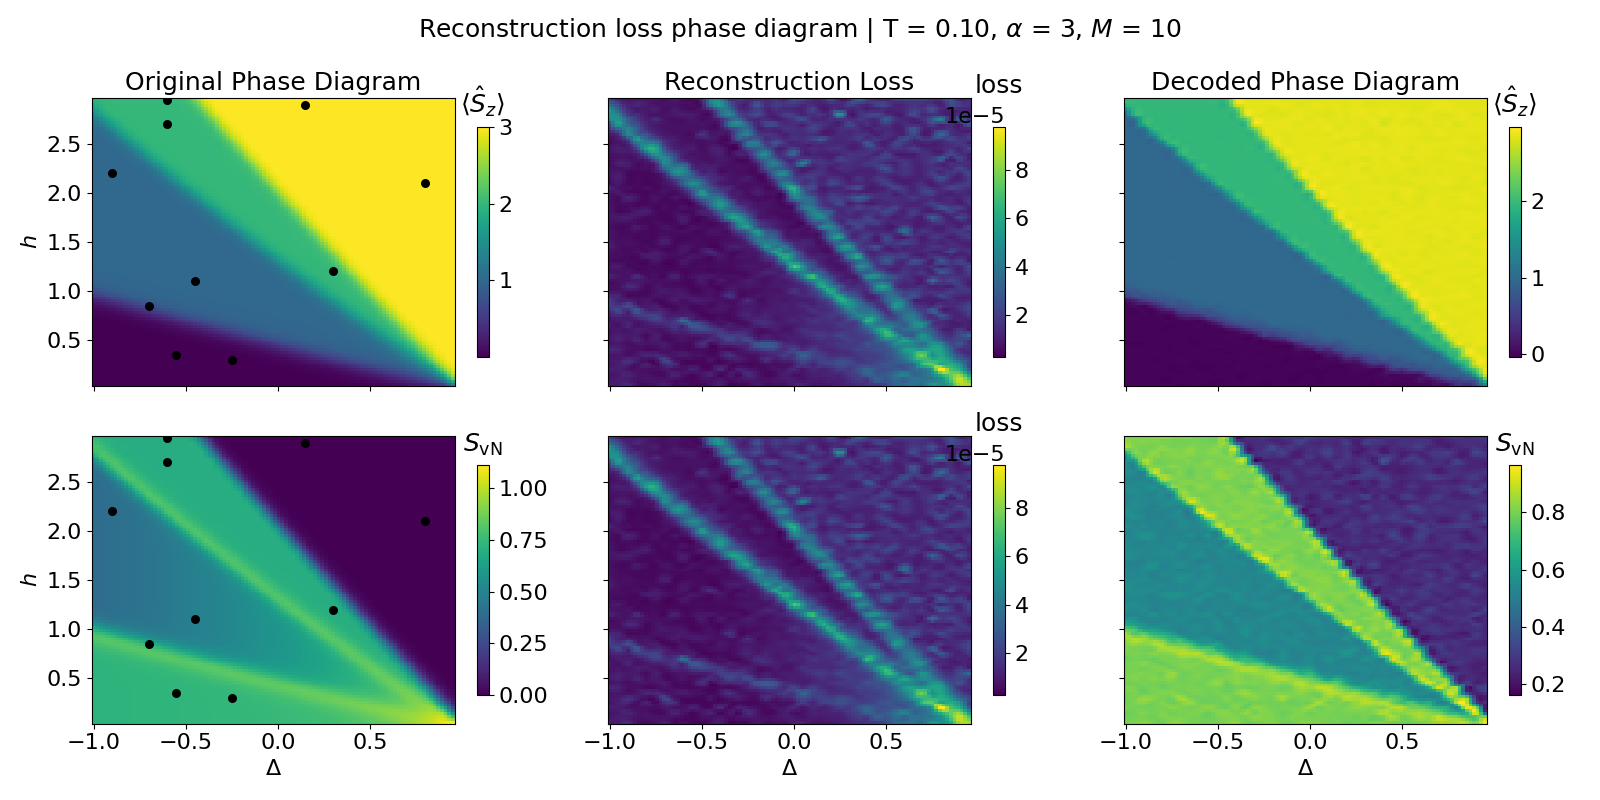 Reconstruction loss phase diagram | T = 0.10, α = 3, M = 10
Original Phase Diagram
⟨Ŝz⟩
3
2
1
2.5
2.0
1.5
1.0
0.5
h
Reconstruction Loss
loss
1e−5
8
6
4
2
Decoded Phase Diagram
⟨Ŝz⟩
2
1
0
SvN
1.00
0.75
0.50
0.25
0.00
2.5
2.0
1.5
1.0
0.5
h
−1.0 −0.5 0.0 0.5
Δ
loss
1e−5
8
6
4
2
−1.0 −0.5 0.0 0.5
Δ
SvN
0.8
0.6
0.4
0.2
−1.0 −0.5 0.0 0.5
Δ